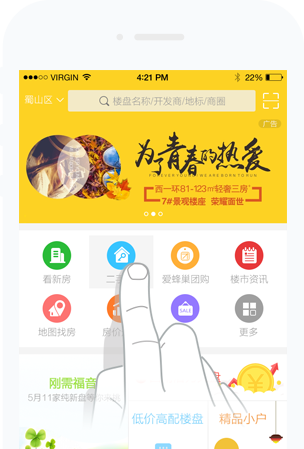 VIRGIN 4:21 PM 22%
蜀山区 楼盘名称/开发商/地标/商圈
广告
为了青春的热爱
FOREVER YOUNG WE ARE BORN TO RUN
西一环81-123㎡轻奢三房
7#景观楼座 荣耀面世
看新房 二 爱蜂巢团购 楼市资讯
SALE
地图找房 房价 更多
刚需福音
5月11家纯新盘
低价高配楼盘 精品小户